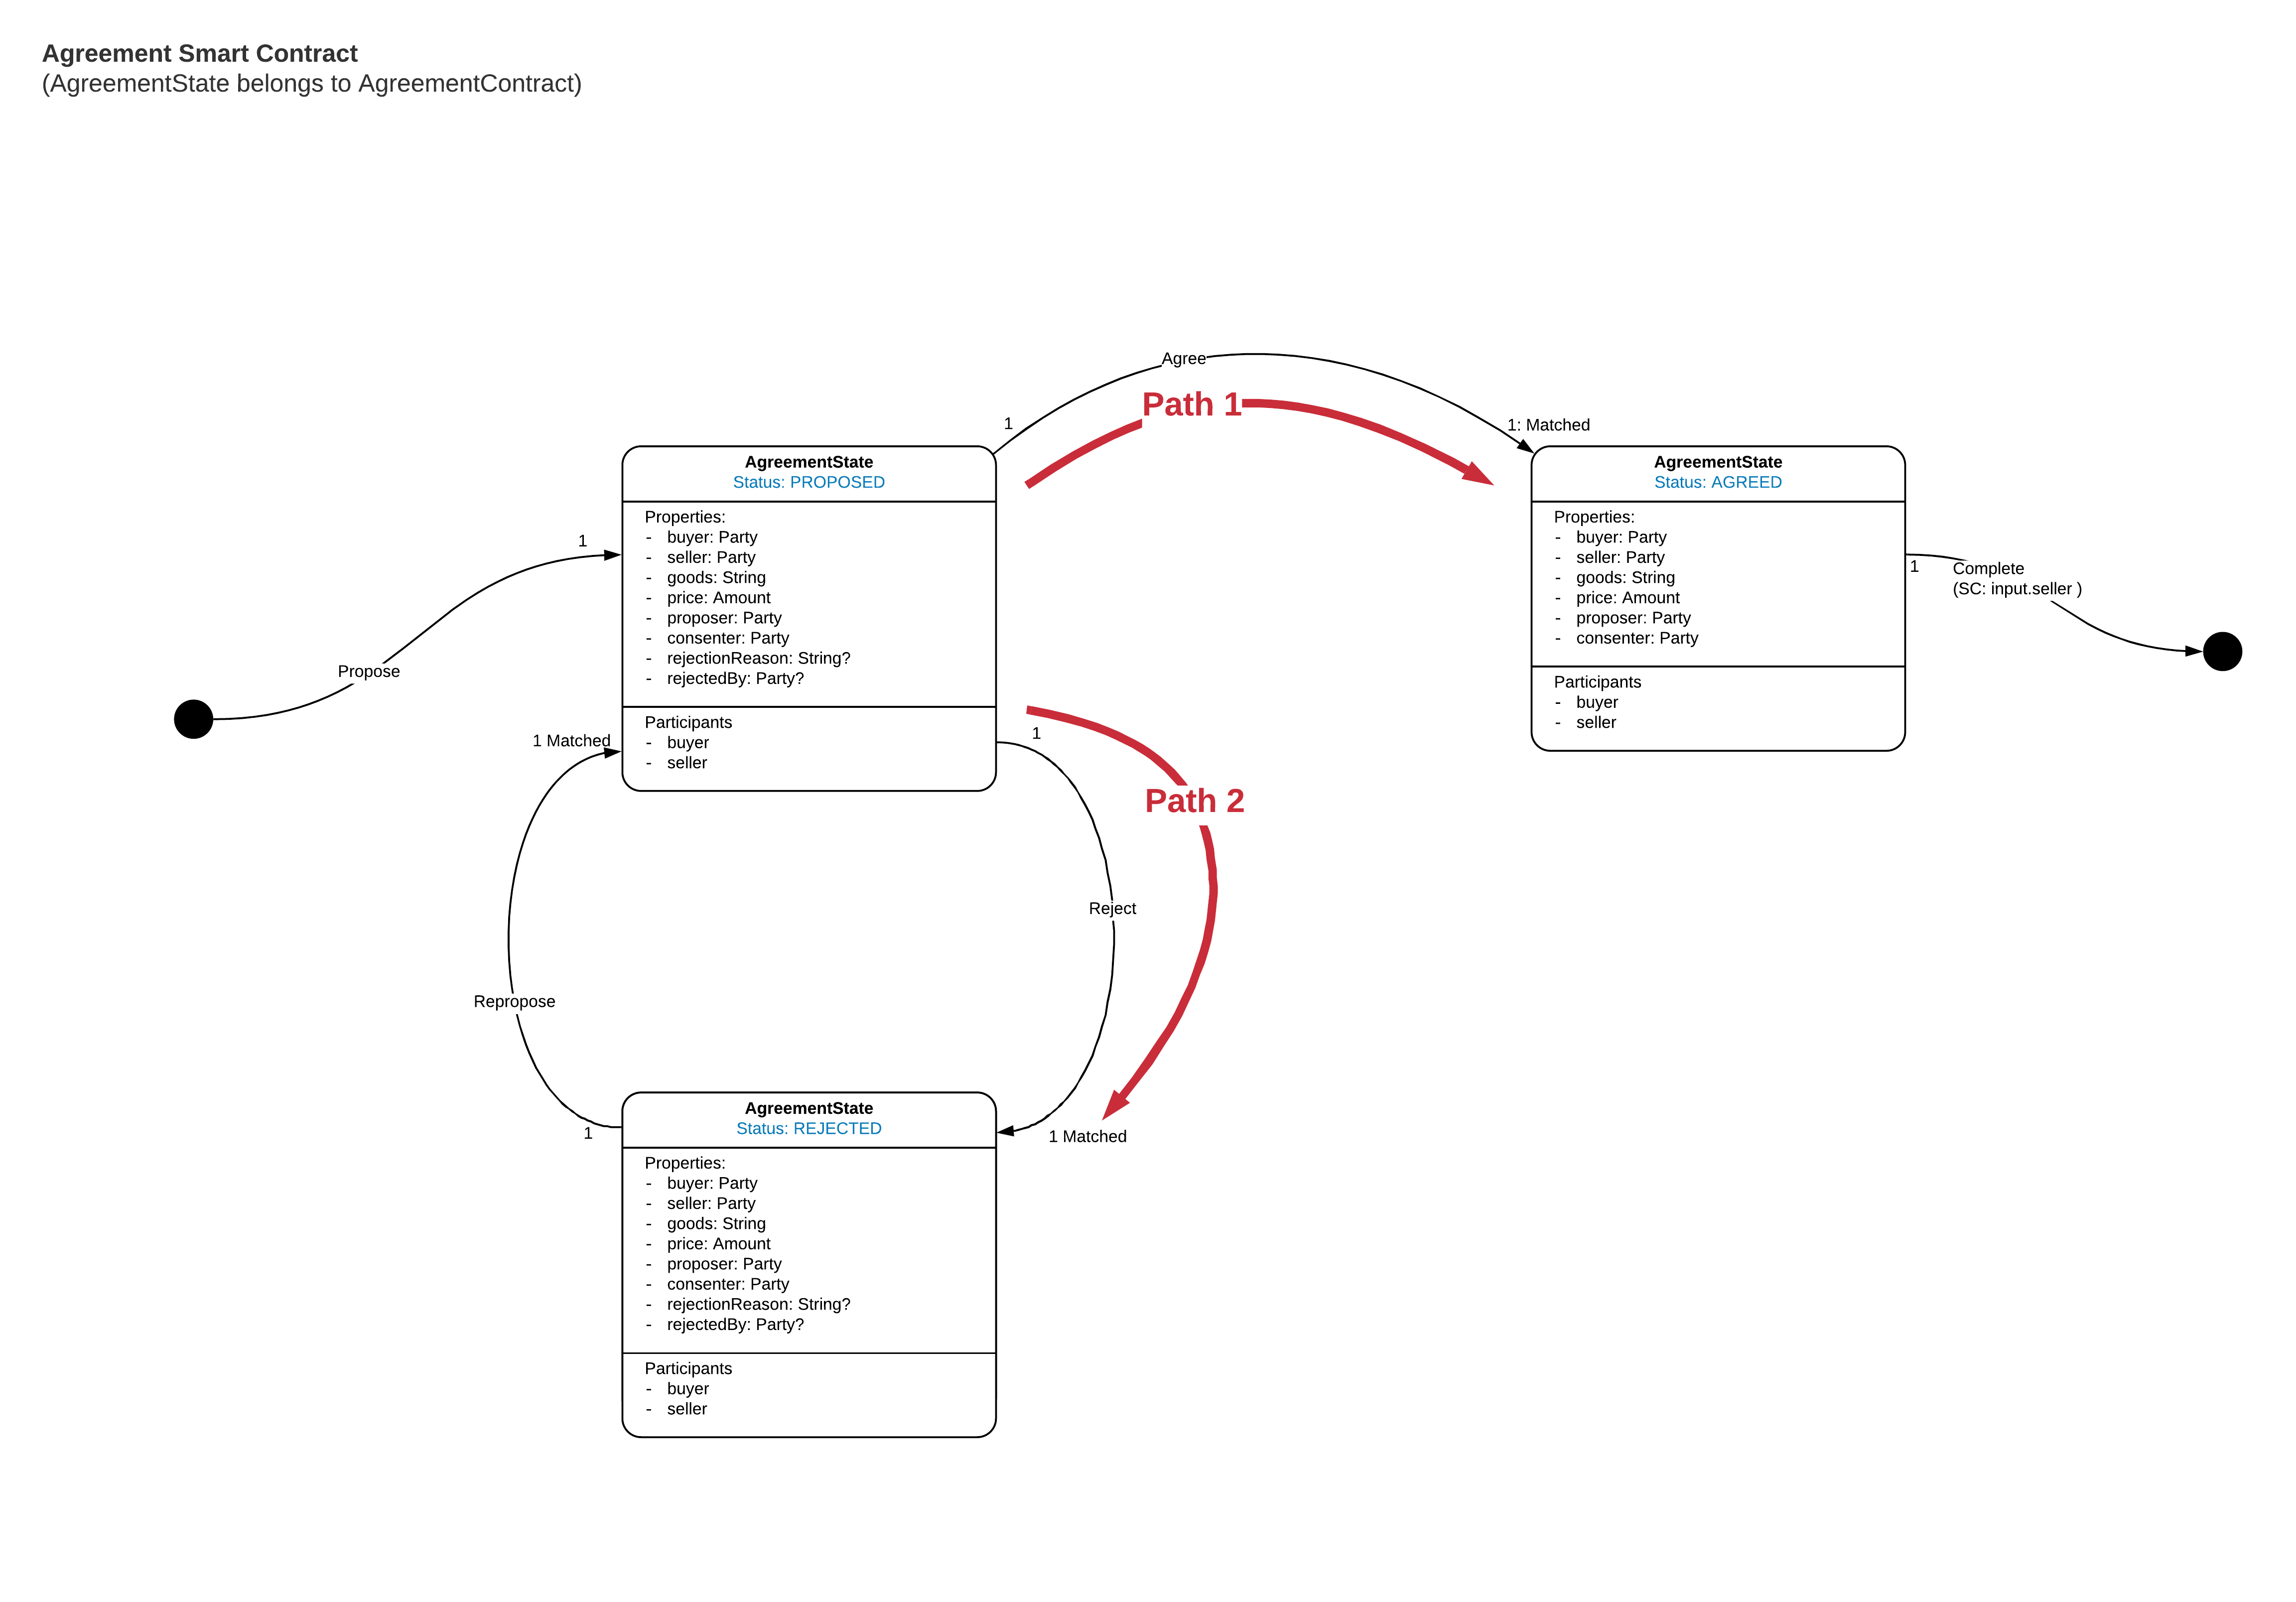 Agreement Smart Contract
(AgreementState belongs to AgreementContract)
Agree
Path 1
1
1: Matched
AgreementState
Status: PROPOSED
Properties:
- buyer: Party
- seller: Party
- goods: String
- price: Amount
- proposer: Party
- consenter: Party
- rejectionReason: String?
- rejectedBy: Party?
Participants
- buyer
- seller
AgreementState
Status: AGREED
Properties:
- buyer: Party
- seller: Party
- goods: String
- price: Amount
- proposer: Party
- consenter: Party
Participants
- buyer
- seller
1
Propose
1
Complete
(SC: input.seller )
1 Matched
1
Path 2
Reject
Repropose
1
1 Matched
AgreementState
Status: REJECTED
Properties:
- buyer: Party
- seller: Party
- goods: String
- price: Amount
- proposer: Party
- consenter: Party
- rejectionReason: String?
- rejectedBy: Party?
Participants
- buyer
- seller